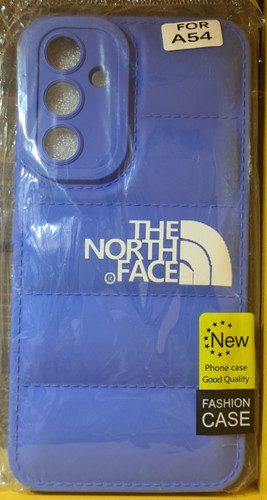 FOR
A54
THE
NORTH
FACE
New
Phone case
Good Quality
FASHION
CASE